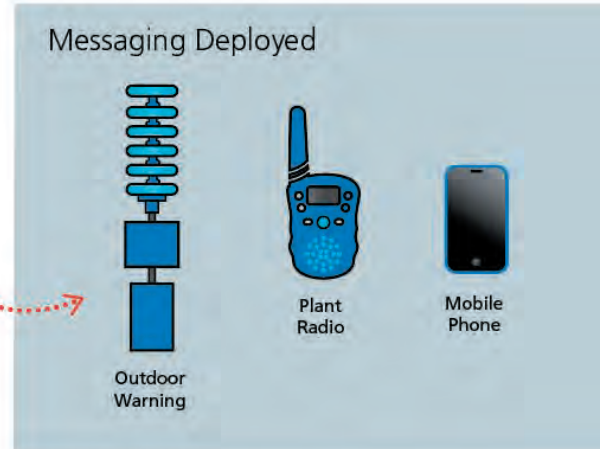 Messaging Deployed
Outdoor
Warning
Plant
Radio
Mobile
Phone